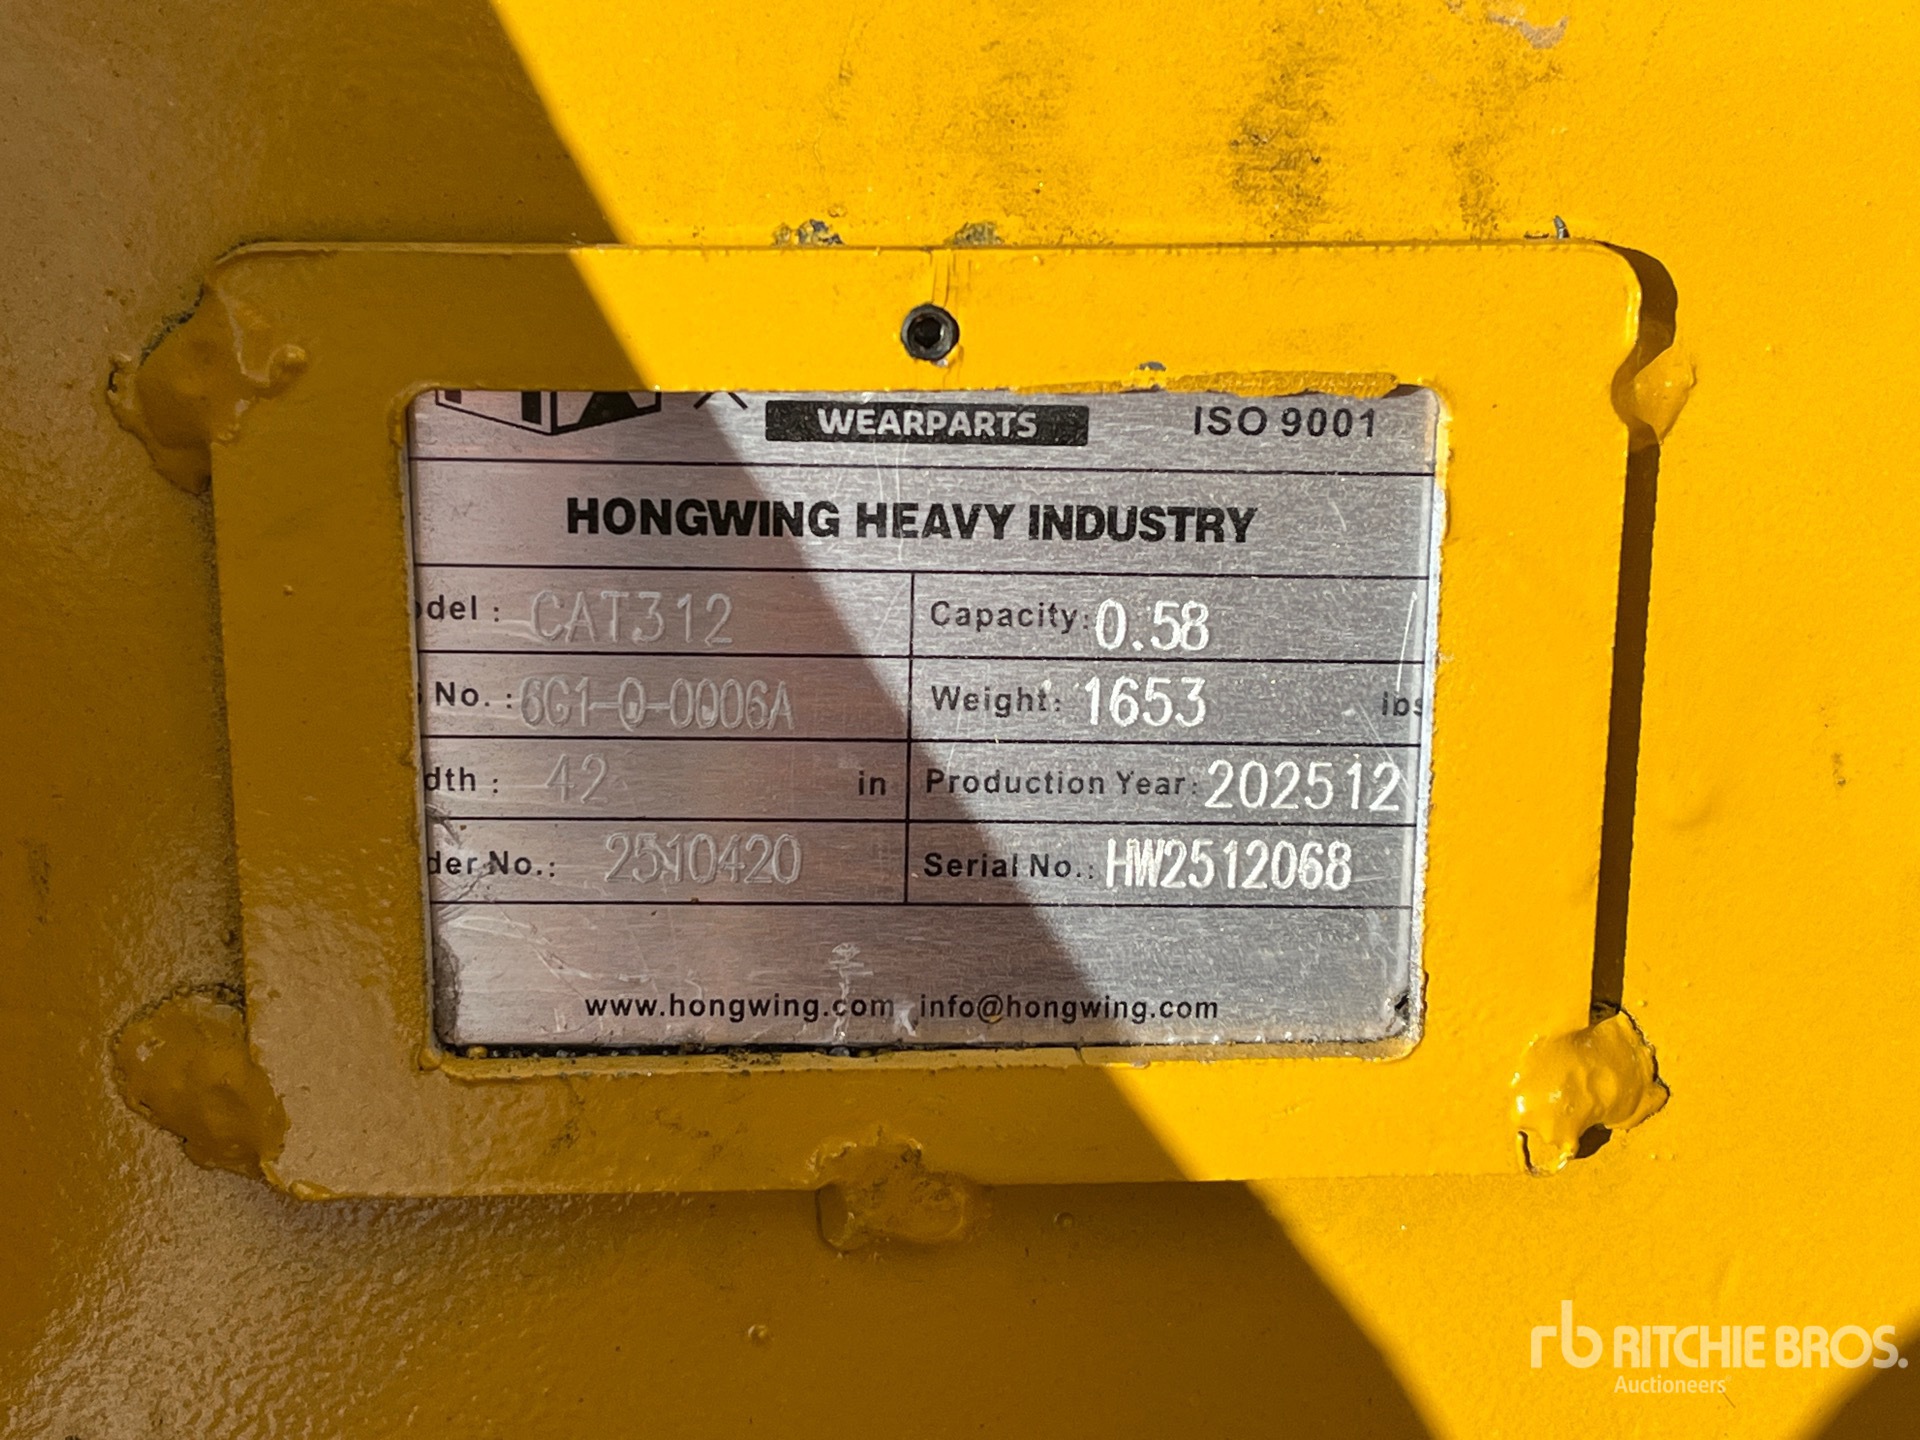 WEARPARTS ISO 9001
HONGWING HEAVY INDUSTRY
odel : CAT312 Capacity: 0.58
No. : 6G1-0-0006A Weight: 1653 lbs
dth : 42 in Production Year: 202512
der No.: 2510420 Serial No.: HW2512068
www.hongwing.com info@hongwing.com
rb RITCHIE BROS.
Auctioneers